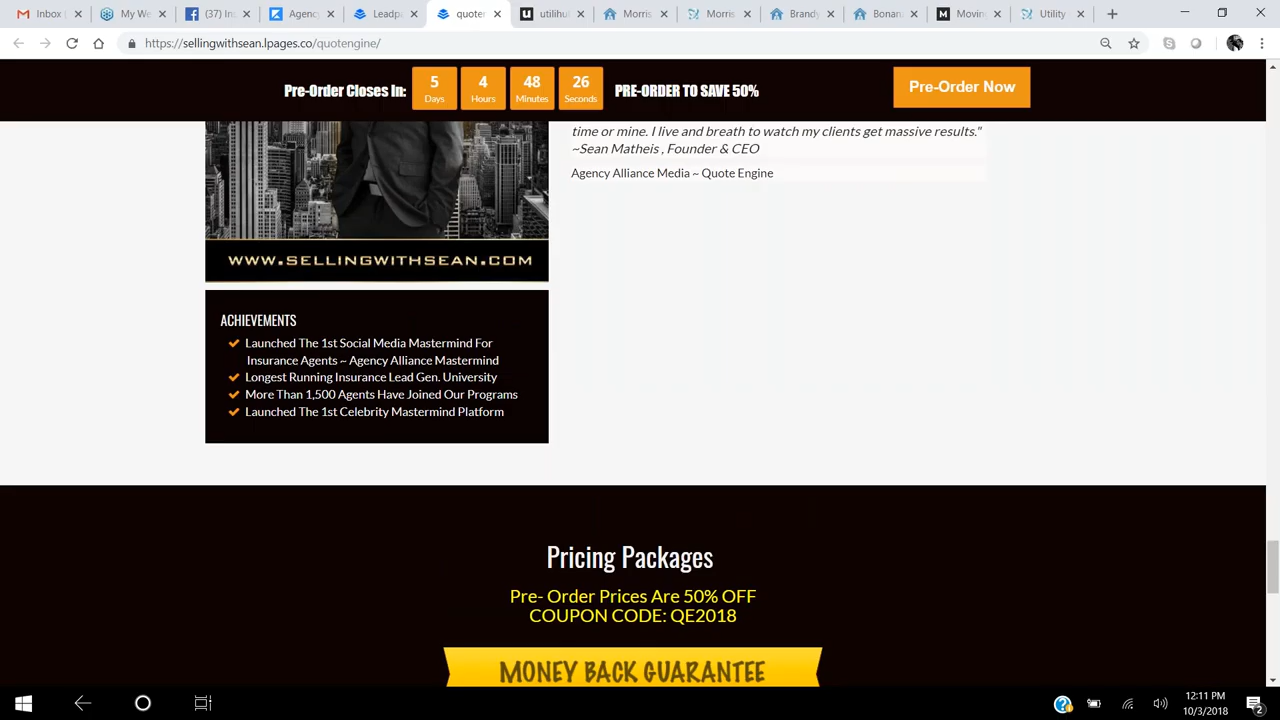 Inbox (
My We
(37) In
Agency
Leadp
quoter
utilihu
Morris
Morris
Brandy
Bonaru
Moving
Utility
https://sellingwithsean.lpages.co/quotengine/
Pre-Order Closes In:
5 Days
4 Hours
48 Minutes
26 Seconds
PRE-ORDER TO SAVE 50%
Pre-Order Now
time or mine. I live and breath to watch my clients get massive results."
~Sean Matheis , Founder & CEO
Agency Alliance Media ~ Quote Engine
WWW.SELLINGWITHSEAN.COM
ACHIEVEMENTS
Launched The 1st Social Media Mastermind For
Insurance Agents ~ Agency Alliance Mastermind
Longest Running Insurance Lead Gen. University
More Than 1,500 Agents Have Joined Our Programs
Launched The 1st Celebrity Mastermind Platform
Pricing Packages
Pre- Order Prices Are 50% OFF
COUPON CODE: QE2018
MONEY BACK GUARANTEE
12:11 PM
10/3/2018
2